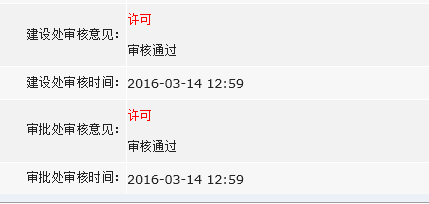 许可
建设处审核意见：
审核通过
建设处审核时间： 2016-03-14 12:59
许可
审批处审核意见：
审核通过
审批处审核时间： 2016-03-14 12:59